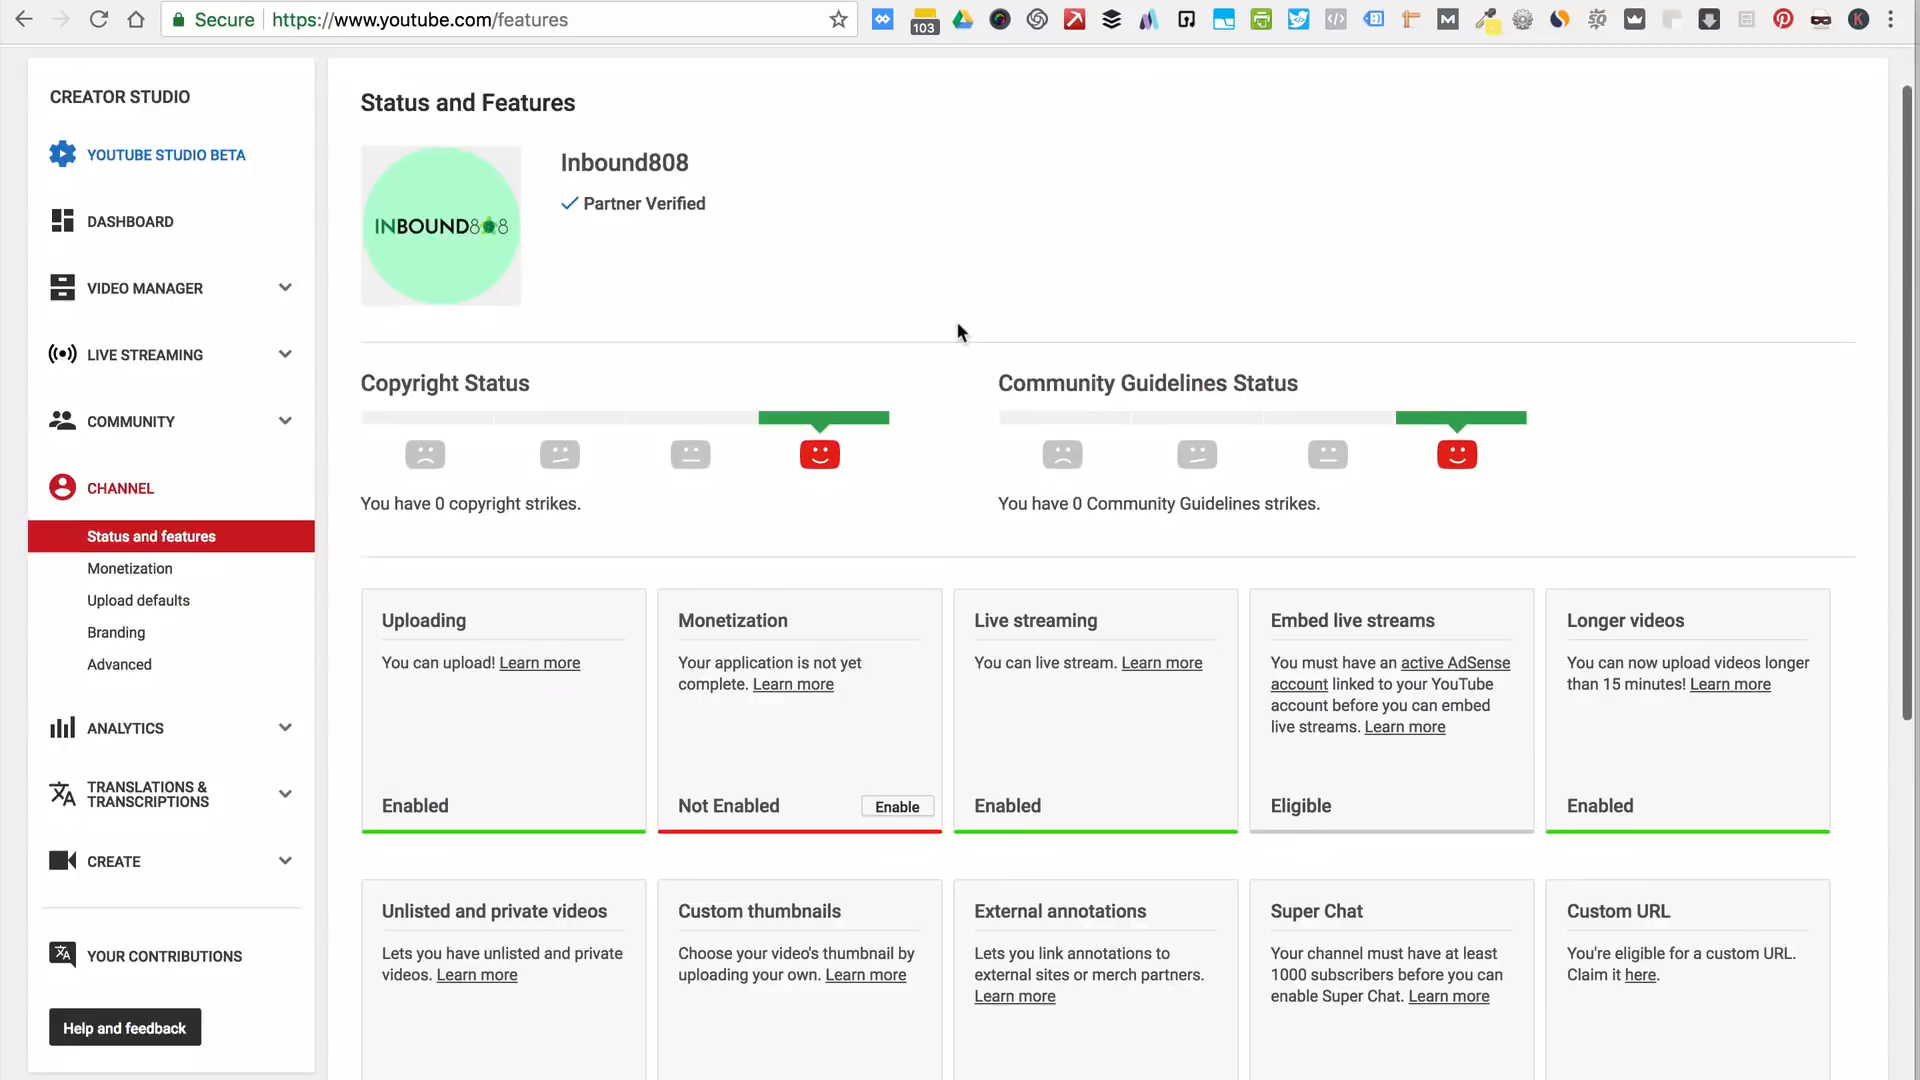 Secure https://www.youtube.com/features
103
CREATOR STUDIO
YOUTUBE STUDIO BETA
DASHBOARD
VIDEO MANAGER
LIVE STREAMING
COMMUNITY
CHANNEL
Status and features
Monetization
Upload defaults
Branding
Advanced
ANALYTICS
TRANSLATIONS &
TRANSCRIPTIONS
CREATE
YOUR CONTRIBUTIONS
Help and feedback
Status and Features
INBOUND808
Inbound808
Partner Verified
Copyright Status
You have 0 copyright strikes.
Community Guidelines Status
You have 0 Community Guidelines strikes.
Uploading
You can upload! Learn more
Enabled
Monetization
Your application is not yet
complete. Learn more
Not Enabled
Enable
Live streaming
You can live stream. Learn more
Enabled
Embed live streams
You must have an active AdSense
account linked to your YouTube
account before you can embed
live streams. Learn more
Eligible
Longer videos
You can now upload videos longer
than 15 minutes! Learn more
Enabled
Unlisted and private videos
Lets you have unlisted and private
videos. Learn more
Custom thumbnails
Choose your video's thumbnail by
uploading your own. Learn more
External annotations
Lets you link annotations to
external sites or merch partners.
Learn more
Super Chat
Your channel must have at least
1000 subscribers before you can
enable Super Chat. Learn more
Custom URL
You're eligible for a custom URL.
Claim it here.